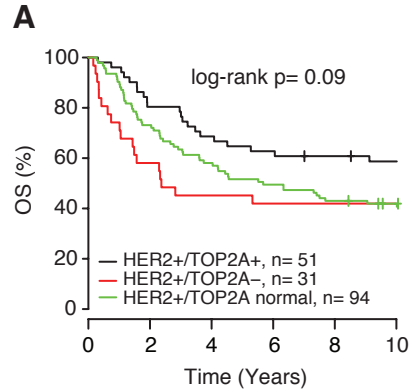 A
log-rank p= 0.09
OS (%)
100
80
60
40
20
0
HER2+/TOP2A+, n= 51
HER2+/TOP2A−, n= 31
HER2+/TOP2A normal, n= 94
0 2 4 6 8 10
Time (Years)